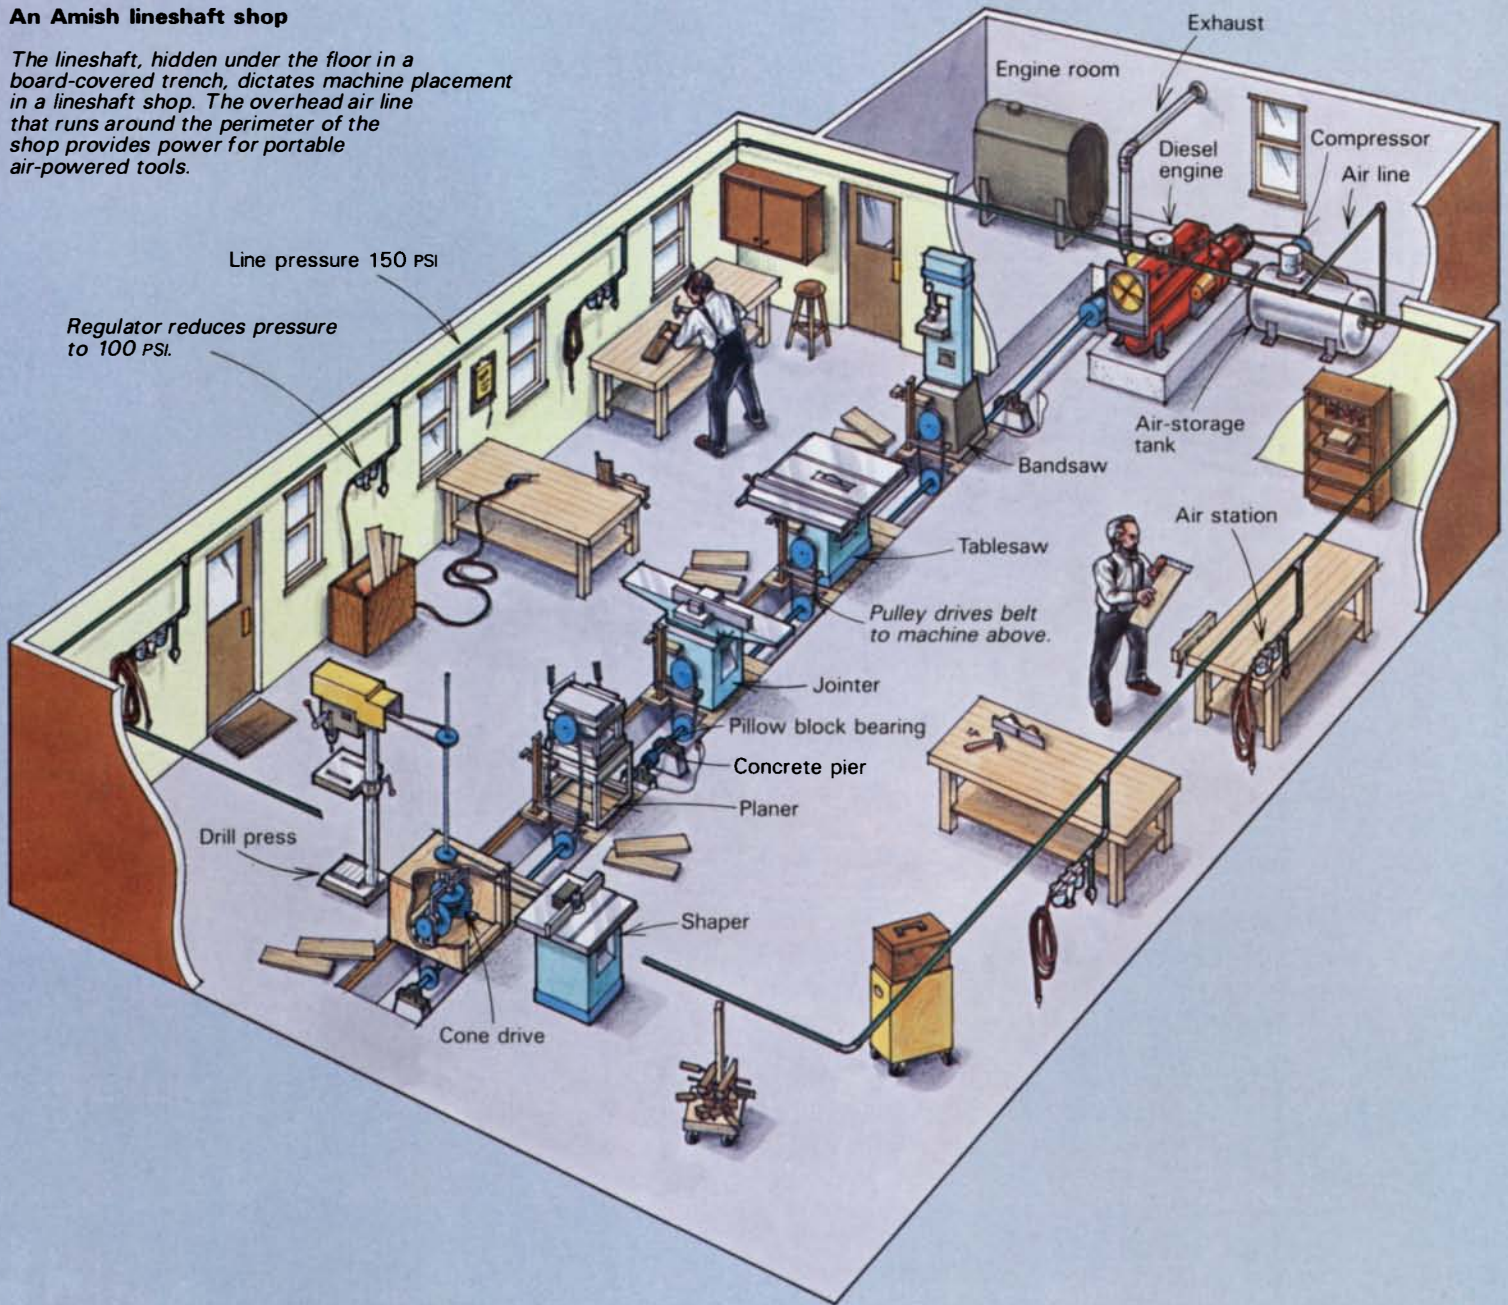 An Amish lineshaft shop
The lineshaft, hidden under the floor in a
board-covered trench, dictates machine placement
in a lineshaft shop. The overhead air line
that runs around the perimeter of the
shop provides power for portable
air-powered tools.
Exhaust
Engine room
Diesel
engine
Compressor
Air line
Line pressure 150 PSI
Regulator reduces pressure
to 100 PSI.
Air-storage
tank
Bandsaw
Air station
Tablesaw
Pulley drives belt
to machine above.
Jointer
Pillow block bearing
Concrete pier
Planer
Drill press
Shaper
Cone drive